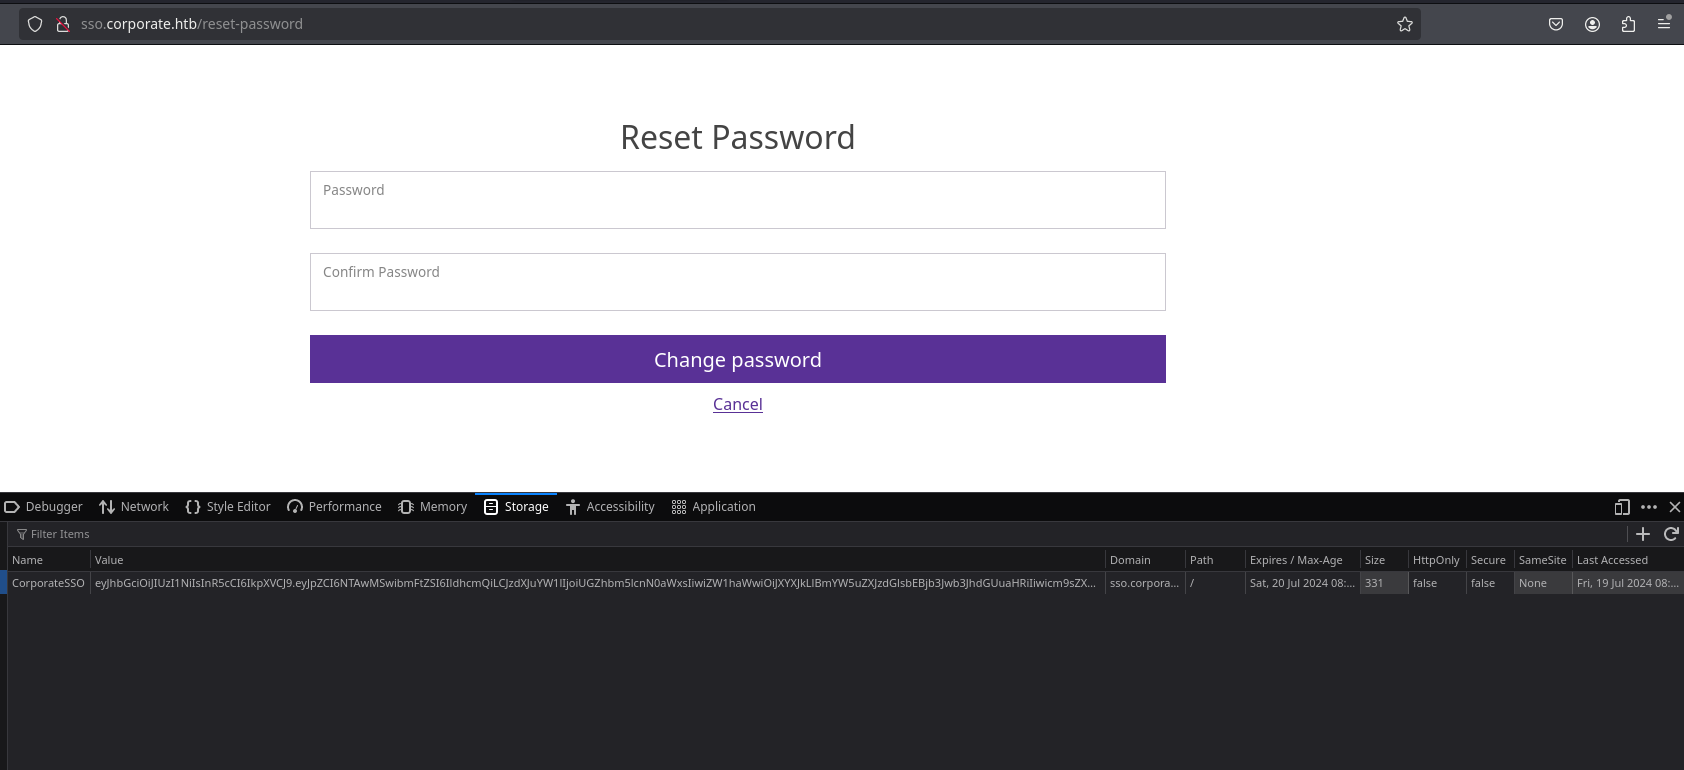 sso.corporate.htb/reset-password
Reset Password
Password
Confirm Password
Change password
Cancel
Debugger Network Style Editor Performance Memory Storage Accessibility Application
Filter Items
Name Value Domain Path Expires / Max-Age Size HttpOnly Secure SameSite Last Accessed
CorporateSSO sso.corpora... / Sat, 20 Jul 2024 08:... 331 false false None Fri, 19 Jul 2024 08:...